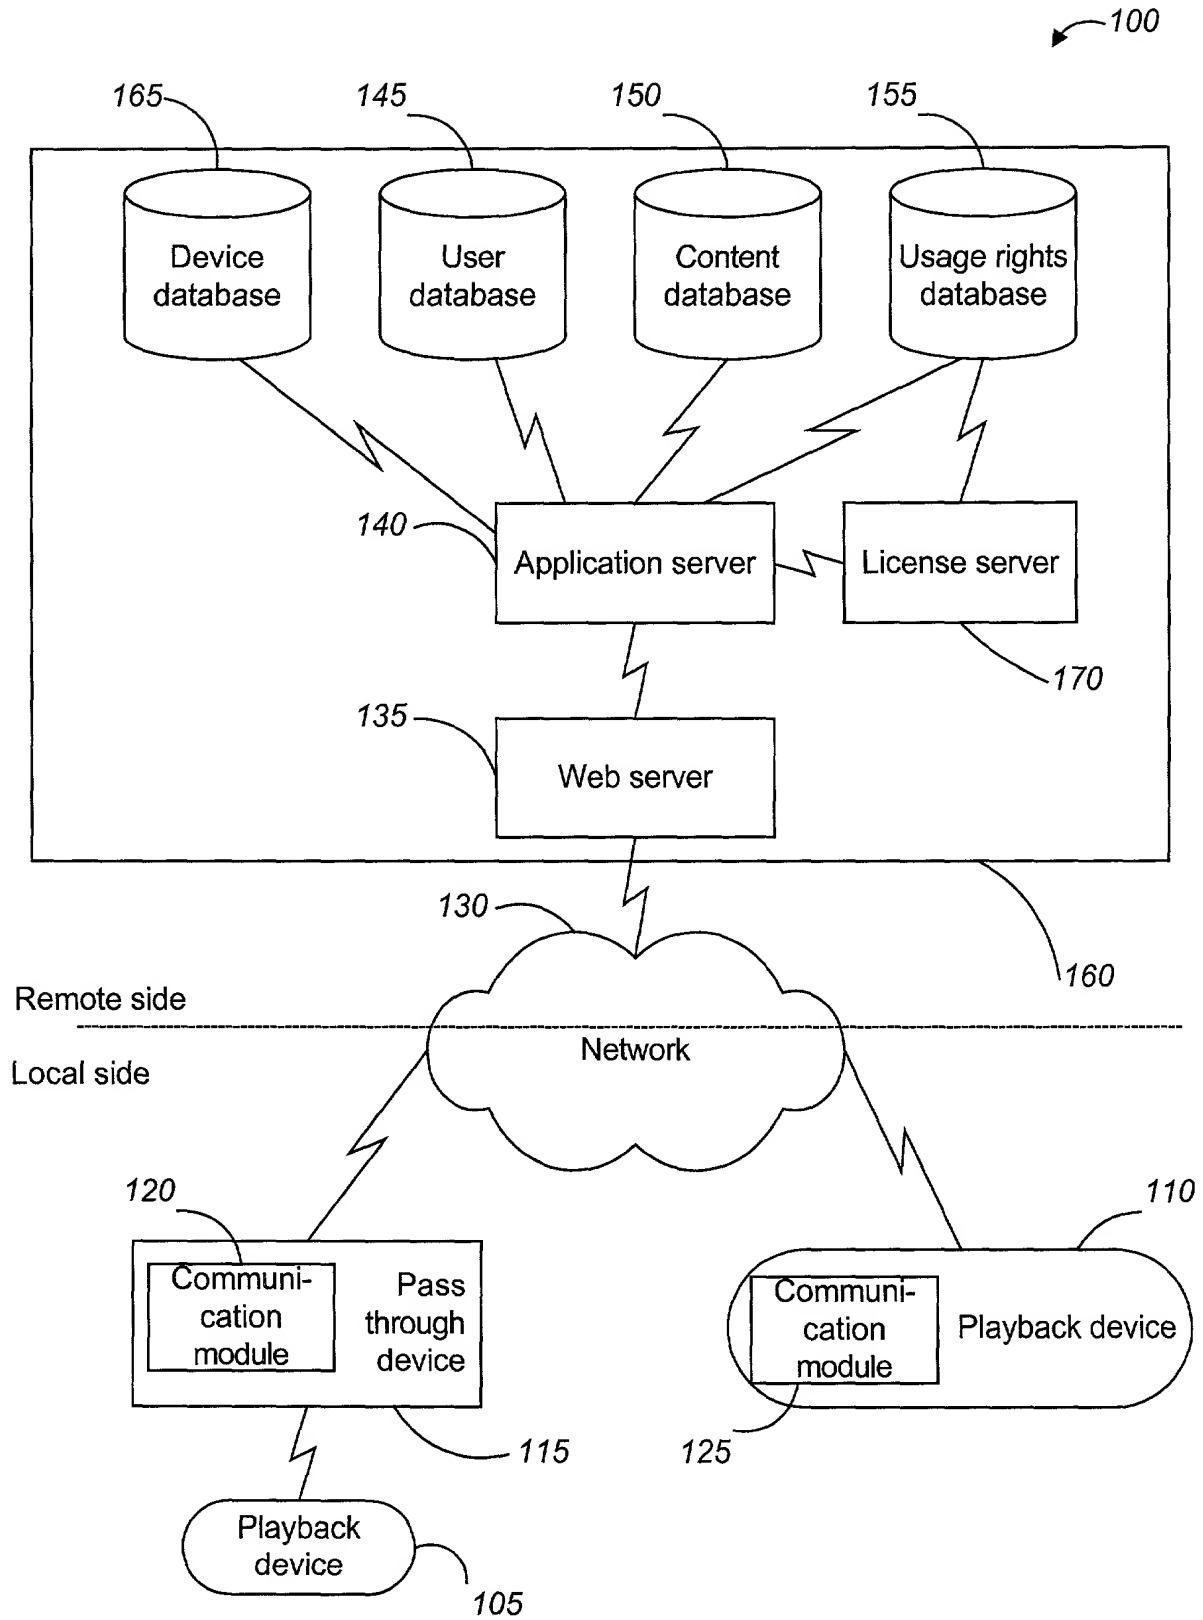 100
165
145
150
155
Device
database
User
database
Content
database
Usage rights
database
140
Application server
License server
170
135
Web server
130
160
Remote side
Network
Local side
120
110
Communi-
cation
module
Pass
through
device
Communi-
cation
module
Playback device
115
125
Playback
device
105